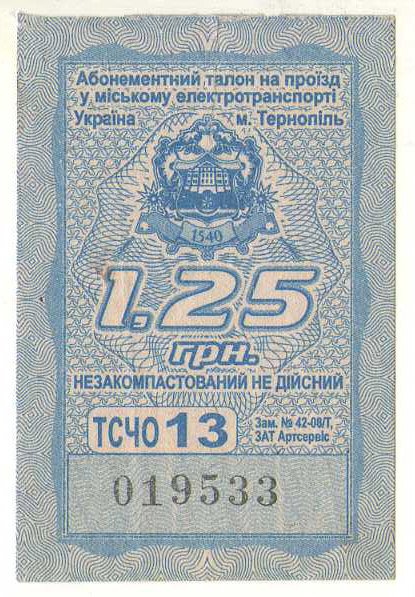 Абонементний талон на проїзд
у міському електротранспорті
Україна м. Тернопіль
1540
1.25
грн.
НЕЗАКОМПАСТОВАНИЙ НЕ ДІЙСНИЙ
ТСЧО 13
Зам. № 42-08/Т,
ЗАТ Артсервіс
019533